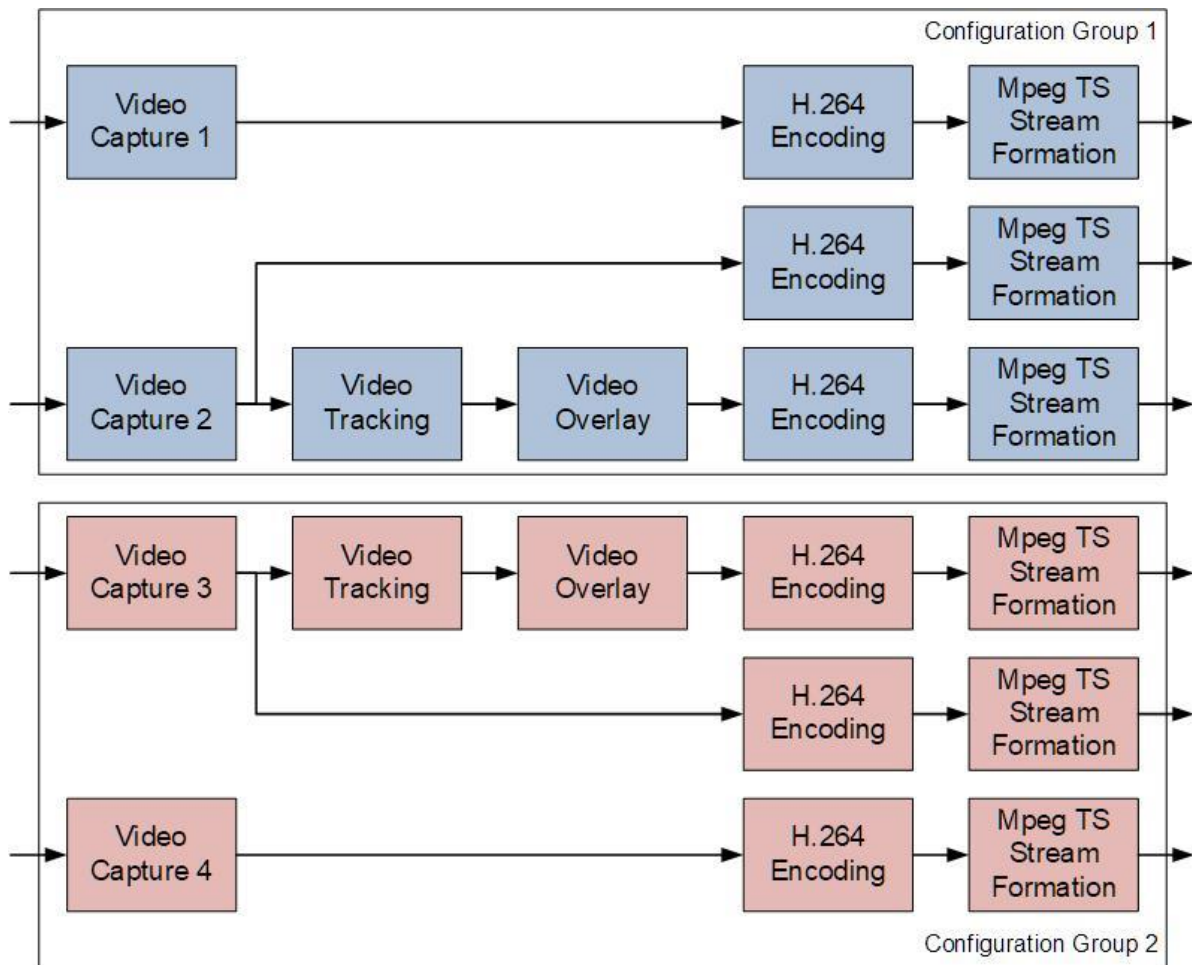 Configuration Group 1
Video
Capture 1
H.264
Encoding
Mpeg TS
Stream
Formation
H.264
Encoding
Mpeg TS
Stream
Formation
Video
Capture 2
Video
Tracking
Video
Overlay
H.264
Encoding
Mpeg TS
Stream
Formation
Video
Capture 3
Video
Tracking
Video
Overlay
H.264
Encoding
Mpeg TS
Stream
Formation
H.264
Encoding
Mpeg TS
Stream
Formation
Video
Capture 4
H.264
Encoding
Mpeg TS
Stream
Formation
Configuration Group 2